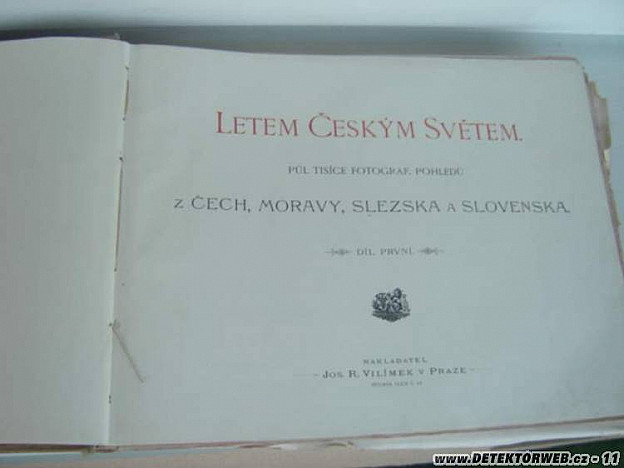 LETEM ČESKÝM SVĚTEM.
PŮL TISÍCE FOTOGRAF. POHLEDŮ
Z ČECH, MORAVY, SLEZSKA A SLOVENSKA.
DÍL PRVNÍ.
NAKLADATEL
JOS. R. VILÍMEK V PRAZE
www.DETEKTORWEB.cz - 11